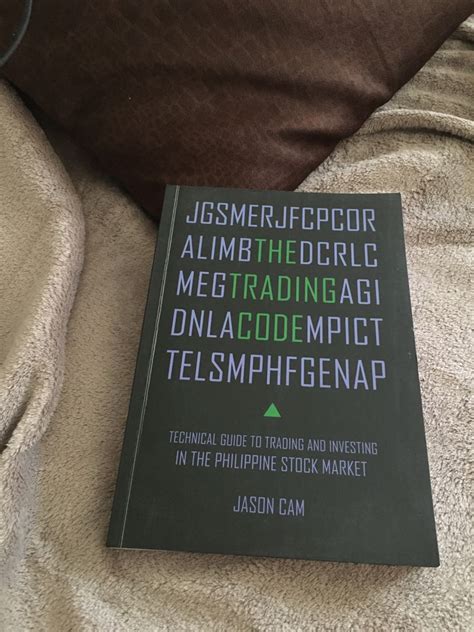 JGSMERJFCPCOR
ALIMBTHEDCRLC
MEGTRADINGAGI
DNLACODEMPICT
TELSMPHFGENAP
TECHNICAL GUIDE TO TRADING AND INVESTING
IN THE PHILIPPINE STOCK MARKET
JASON CAM